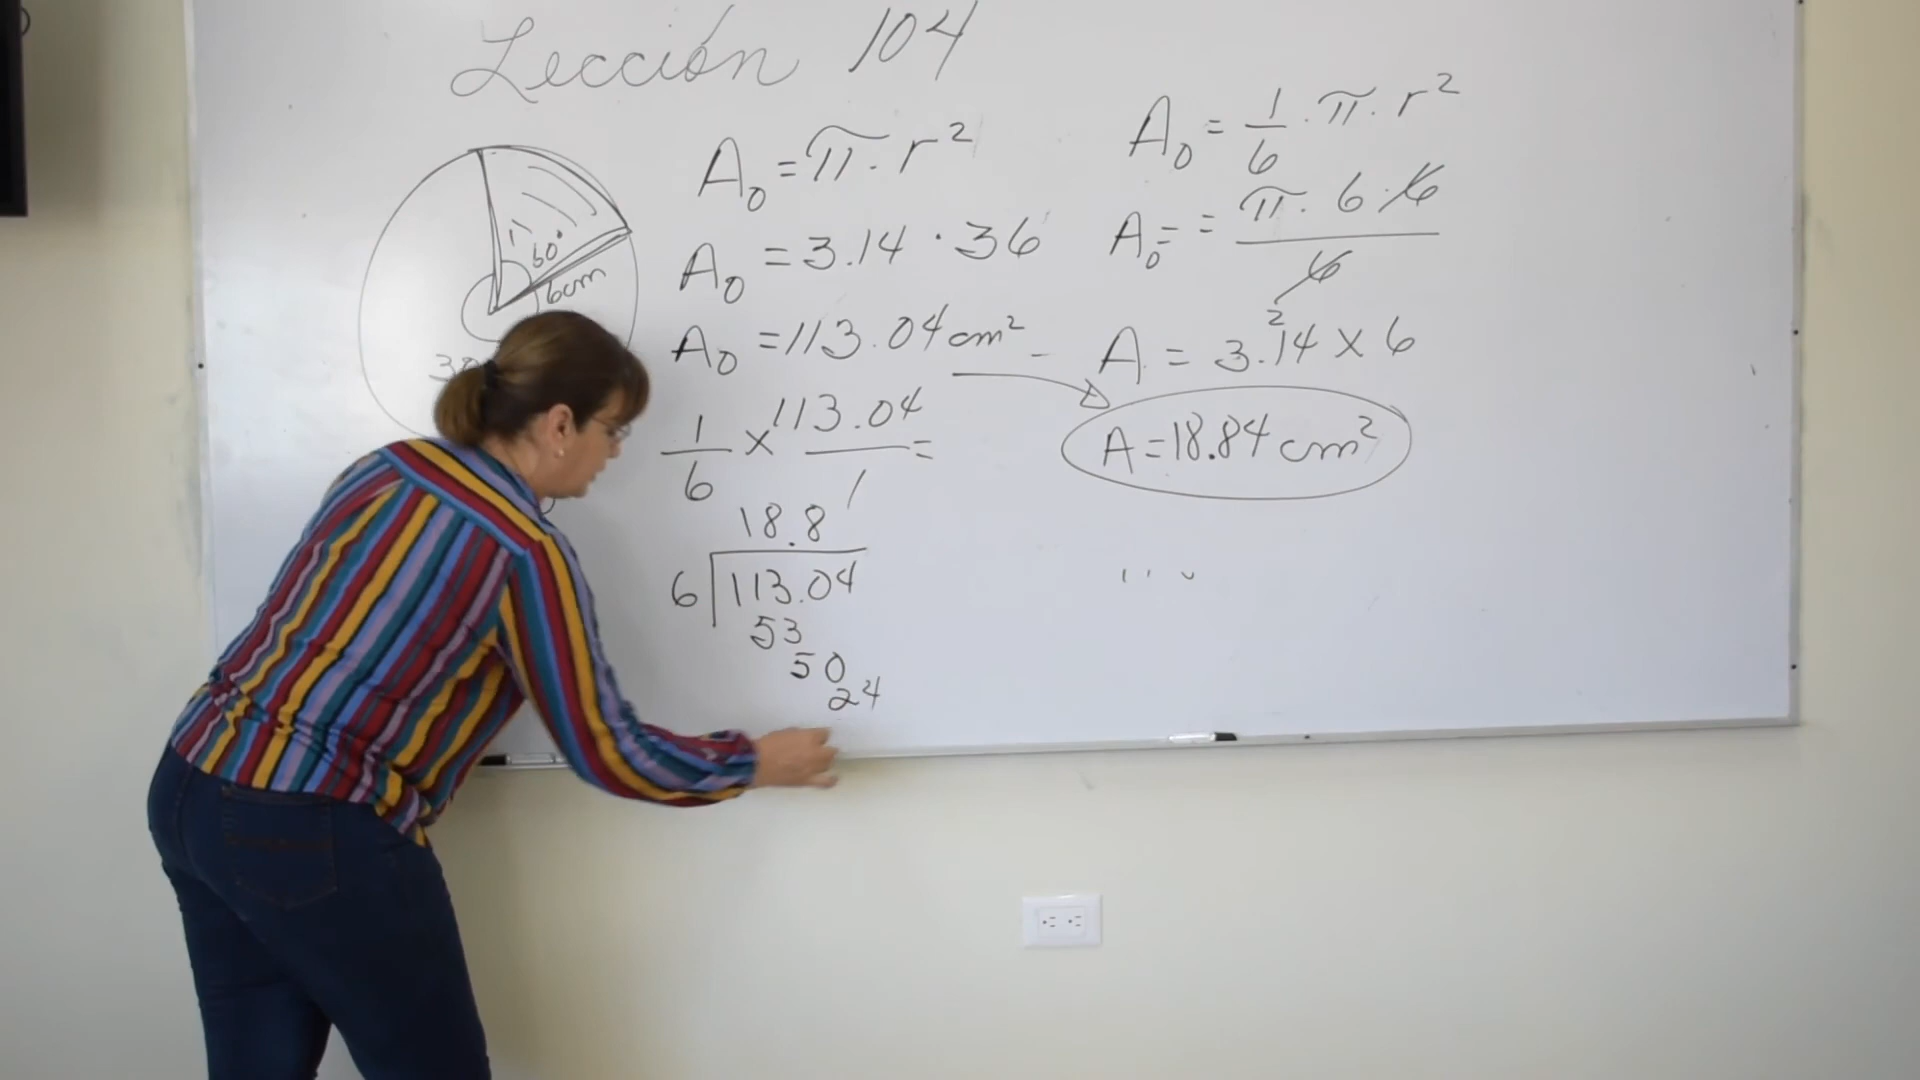 Lección 104
60°
6cm
A₀ = π · r²
A₀ = 3.14 · 36
A₀ = 113.04 cm²
1/6 × 113.04/1 =
18.8
6 113.04
53
50
24
A₀ = 1/6 · π · r²
A₀ = = π · 6 · 6 / 6
2
A = 3.14 × 6
A = 18.84 cm²